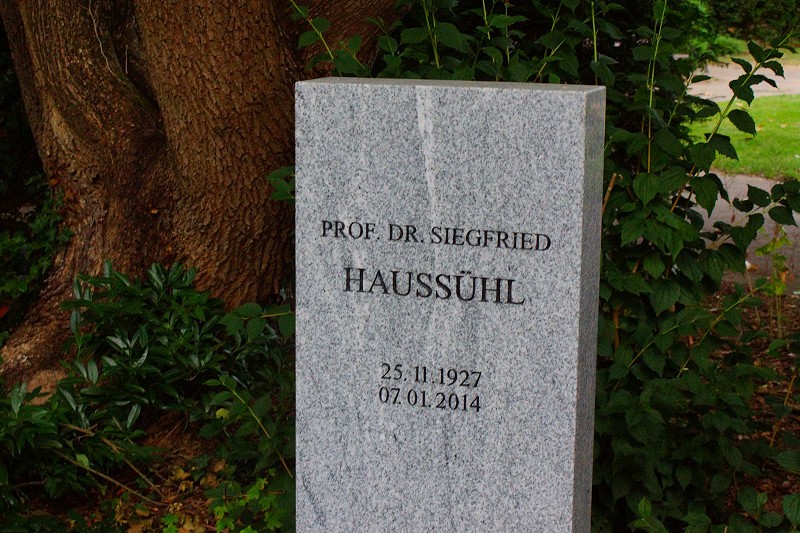 PROF. DR. SIEGFRIED
HAUSSÜHL
25.11.1927
07.01.2014